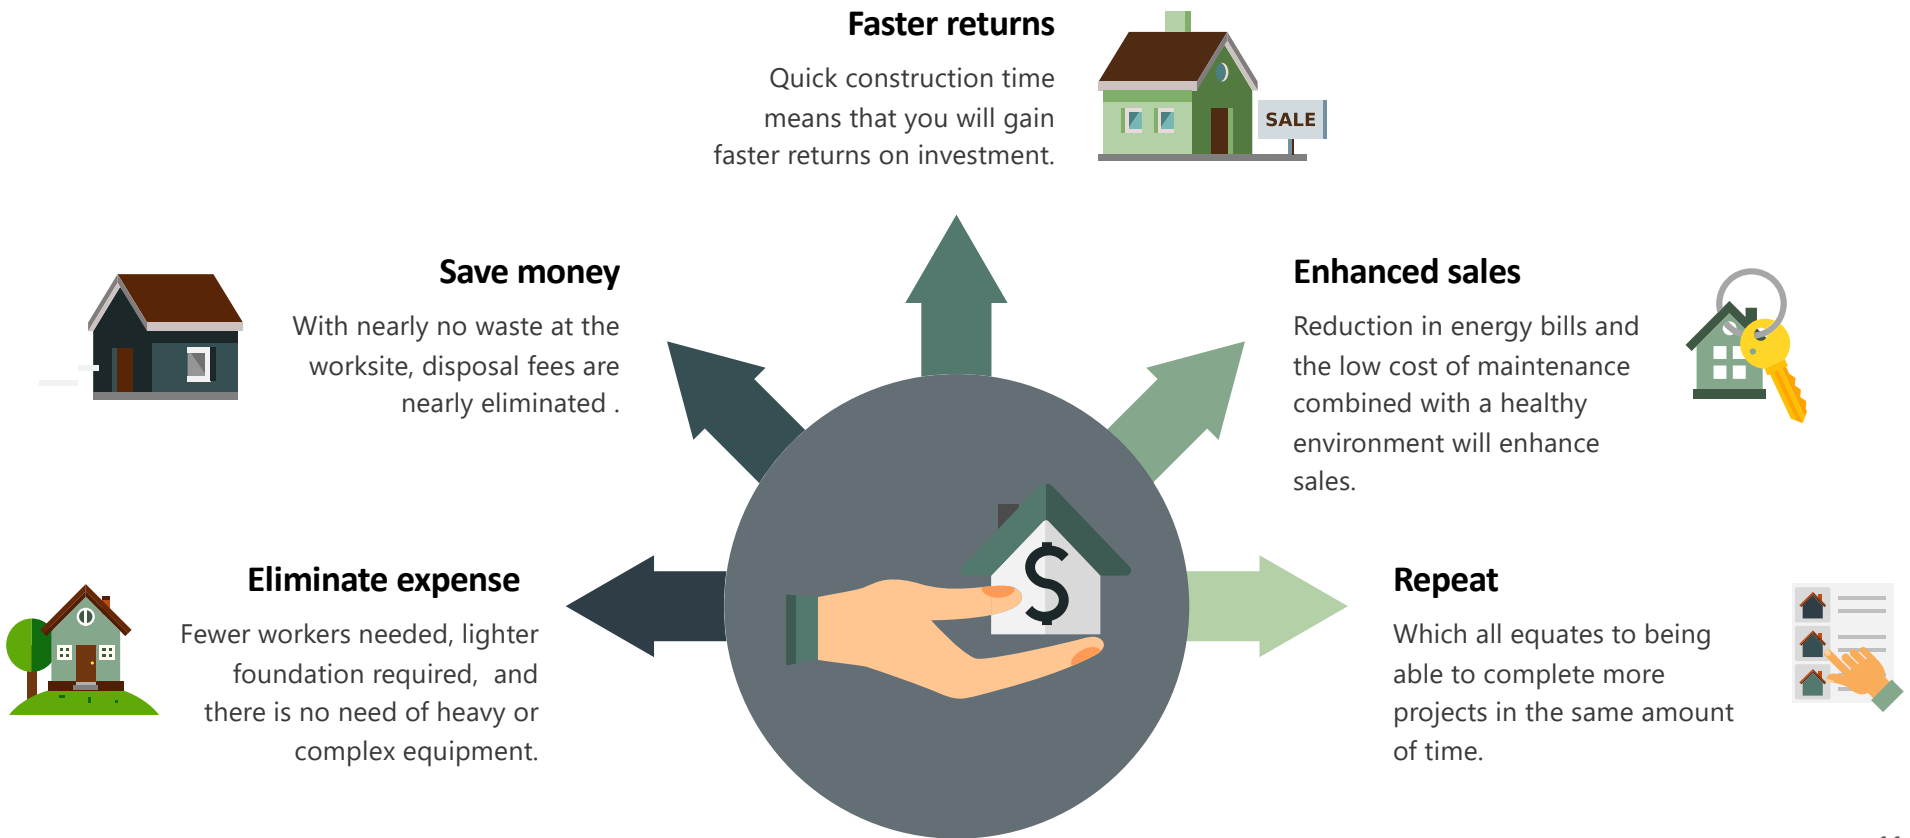 Faster returns
Quick construction time
means that you will gain
faster returns on investment.
SALE
Save money
With nearly no waste at the
worksite, disposal fees are
nearly eliminated .
Enhanced sales
Reduction in energy bills and
the low cost of maintenance
combined with a healthy
environment will enhance
sales.
Eliminate expense
Fewer workers needed, lighter
foundation required,  and
there is no need of heavy or
complex equipment.
$
Repeat
Which all equates to being
able to complete more
projects in the same amount
of time.